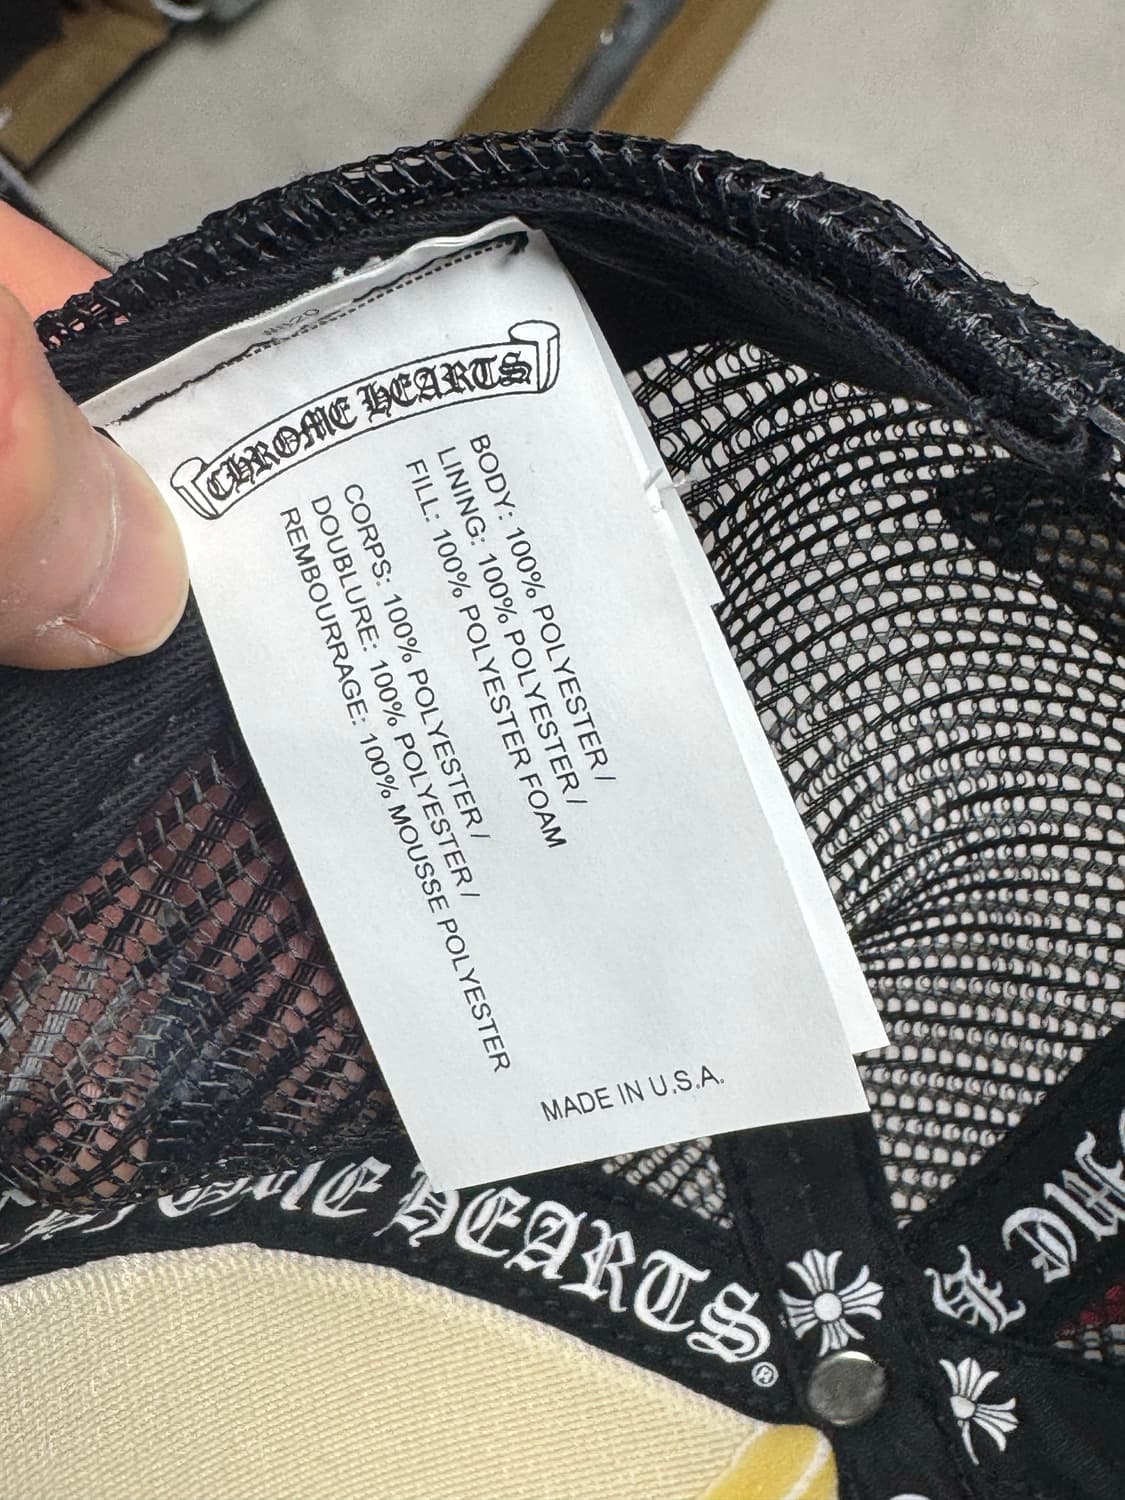 CHROME HEARTS
BODY: 100% POLYESTER /
LINING: 100% POLYESTER /
FILL: 100% POLYESTER FOAM
CORPS: 100% POLYESTER /
DOUBLURE: 100% POLYESTER /
REMBOURRAGE: 100% MOUSSE POLYESTER
MADE IN U.S.A.
HEARTS®